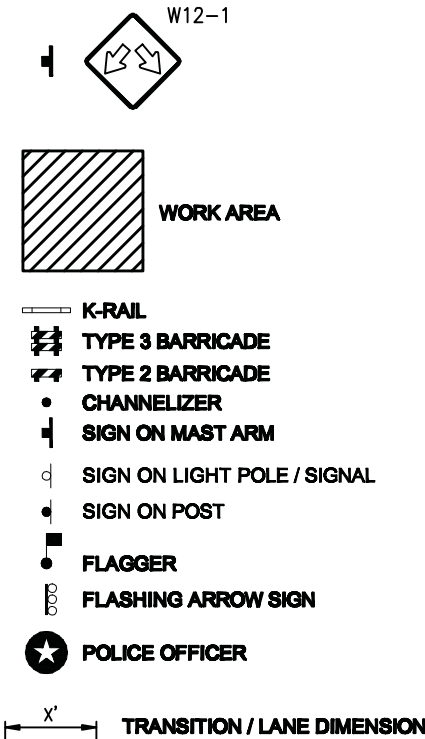 W12-1
WORK AREA
K-RAIL
TYPE 3 BARRICADE
TYPE 2 BARRICADE
CHANNELIZER
SIGN ON MAST ARM
SIGN ON LIGHT POLE / SIGNAL
SIGN ON POST
FLAGGER
FLASHING ARROW SIGN
POLICE OFFICER
X' TRANSITION / LANE DIMENSION